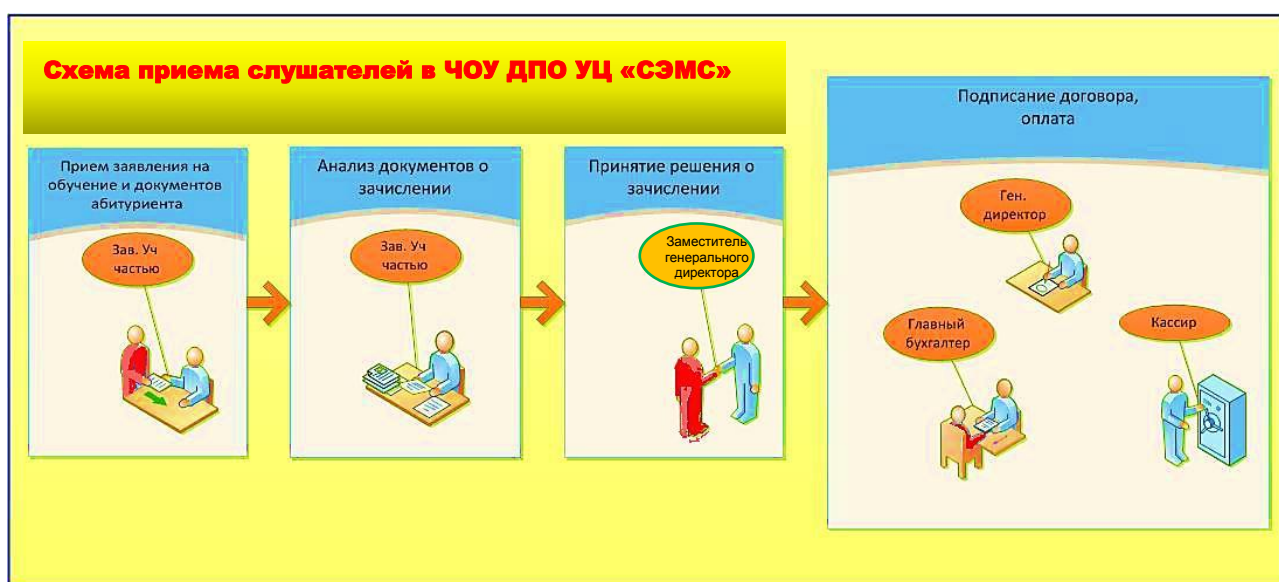 Схема приема слушателей в ЧОУ ДПО УЦ «СЭМС»
Прием заявления на
обучение и документов
абитуриента
Зав. Уч
частью
Анализ документов о
зачислении
Зав. Уч
частью
Принятие решения о
зачислении
Заместитель
генерального
директора
Подписание договора,
оплата
Ген.
директор
Главный
бухгалтер
Кассир